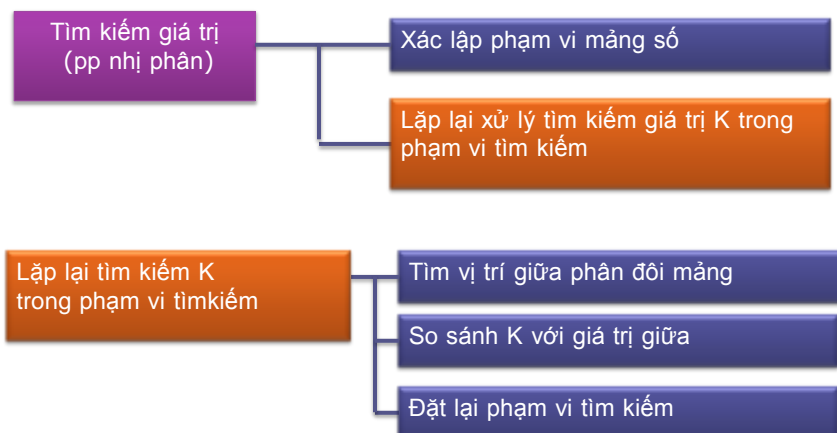 Tìm kiếm giá trị
(pp nhị phân)
Xác lập phạm vi mảng số
Lặp lại xử lý tìm kiếm giá trị K trong
phạm vi tìm kiếm
Lặp lại tìm kiếm K
trong phạm vi tìmkiếm
Tìm vị trí giữa phân đôi mảng
So sánh K với giá trị giữa
Đặt lại phạm vi tìm kiếm